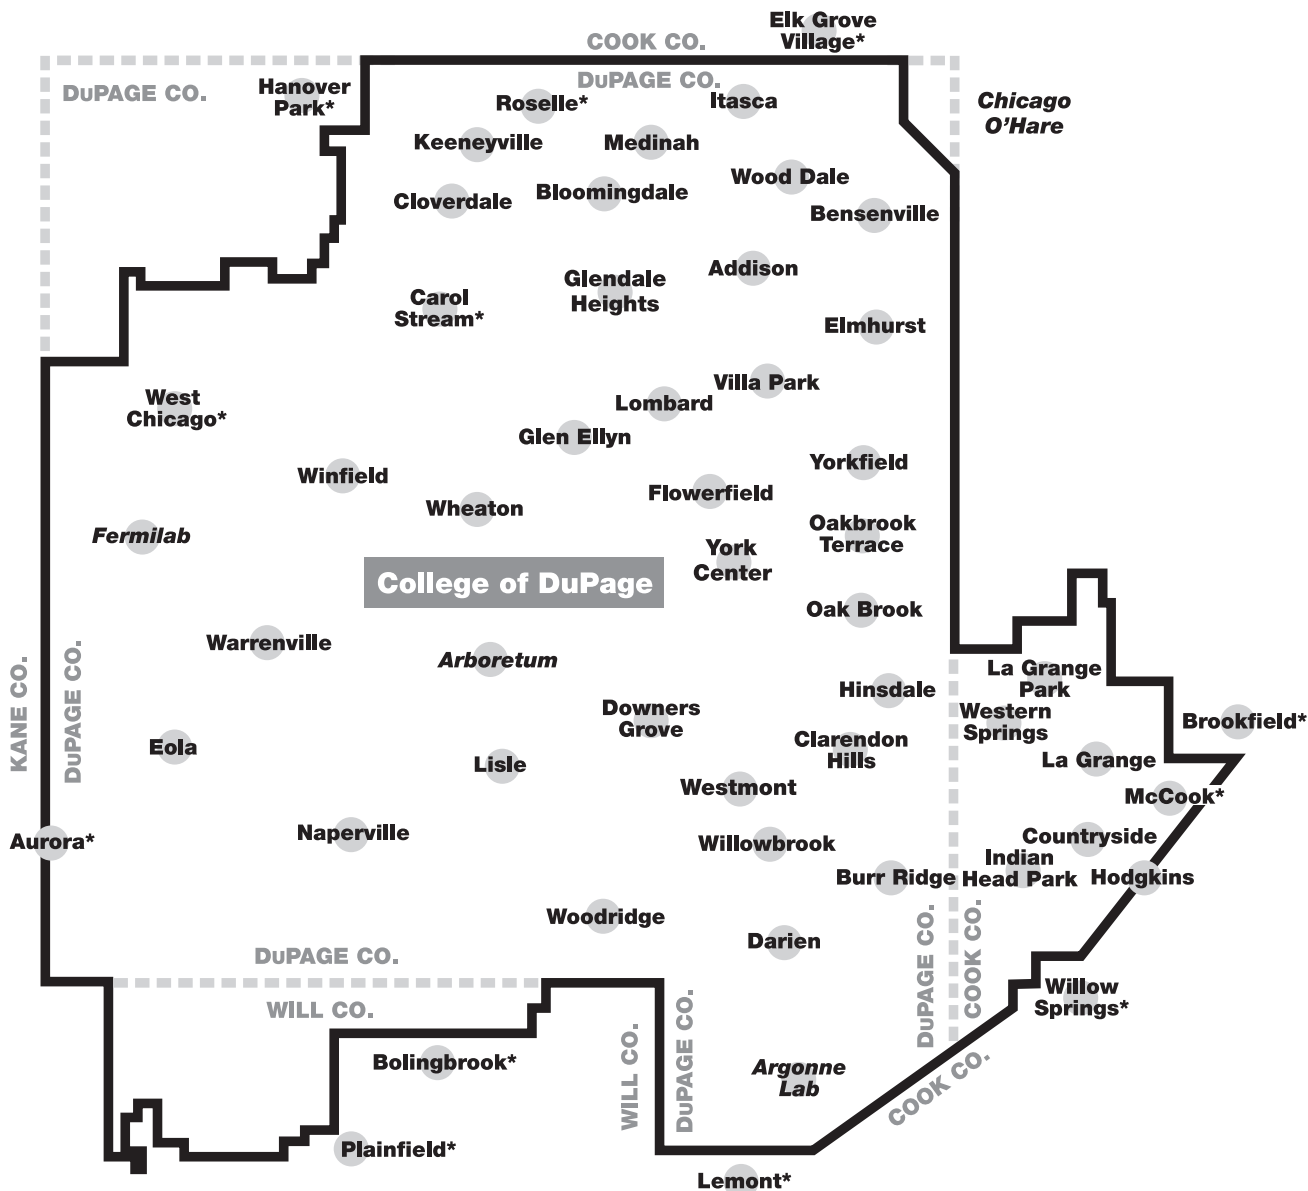 Elk Grove
Village*
COOK CO.
DuPAGE CO.
DuPAGE CO.
Hanover
Park*
Roselle*
Itasca
Chicago
O'Hare
Keeneyville
Medinah
Wood Dale
Cloverdale
Bloomingdale
Bensenville
Addison
Glendale
Heights
Carol
Stream*
Elmhurst
Villa Park
West
Chicago*
Lombard
Glen Ellyn
Yorkfield
Winfield
Flowerfield
Wheaton
Fermilab
Oakbrook
Terrace
York
Center
College of DuPage
Oak Brook
Warrenville
Arboretum
KANE CO.
DuPAGE CO.
La Grange
Park
Hinsdale
Western
Springs
Brookfield*
Downers
Grove
Clarendon
Hills
Eola
Lisle
La Grange
Westmont
McCook*
Aurora*
Naperville
Willowbrook
Countryside
Indian
Head Park
Burr Ridge
Hodgkins
Woodridge
Darien
DuPAGE CO.
WILL CO.
DuPAGE CO.
COOK CO.
Willow
Springs*
WILL CO.
DuPAGE CO.
Bolingbrook*
Argonne
Lab
COOK CO.
Plainfield*
Lemont*